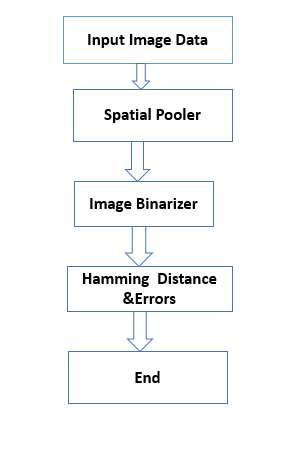 Input Image Data
Spatial Pooler
Image Binarizer
Hamming Distance
&Errors
End